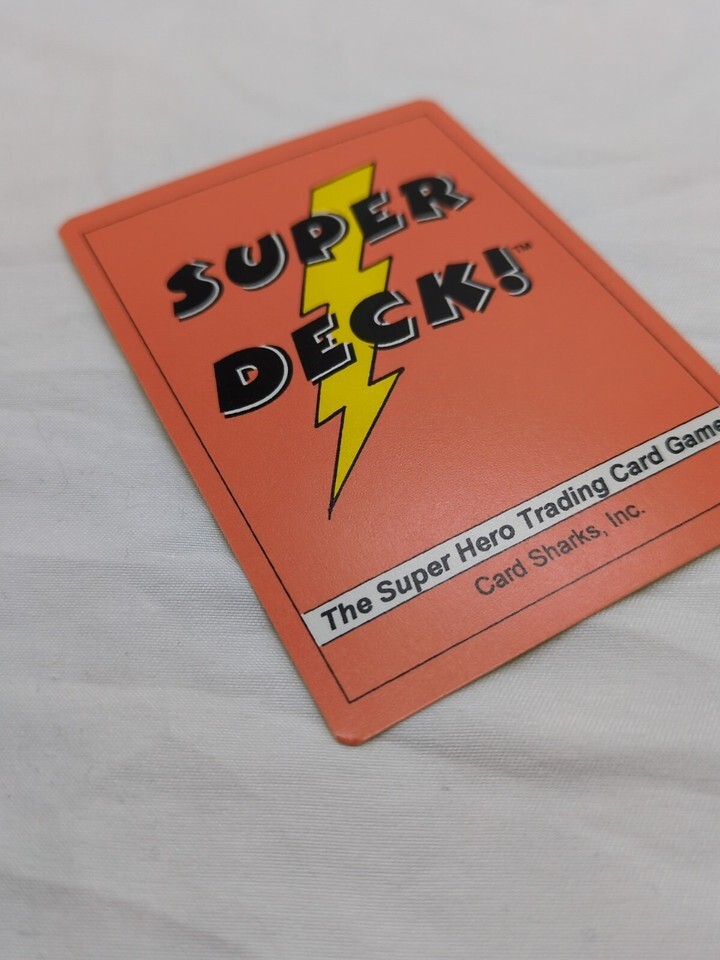 SUPER
DECK!™
The Super Hero Trading Card Game
Card Sharks, Inc.